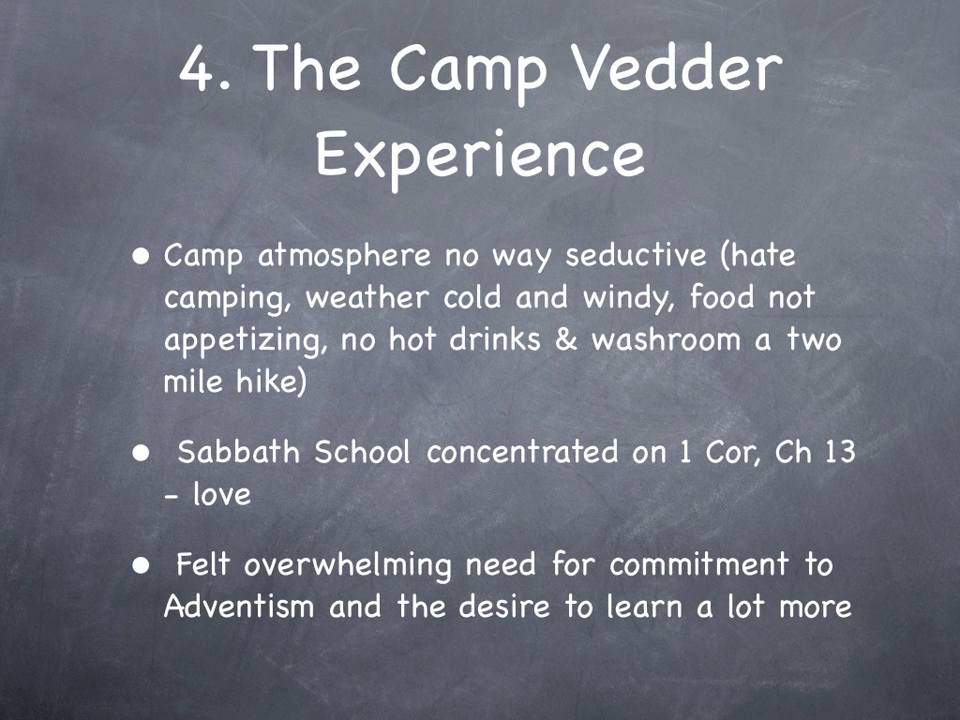 4. The Camp Vedder
Experience
• Camp atmosphere no way seductive (hate
camping, weather cold and windy, food not
appetizing, no hot drinks & washroom a two
mile hike)
• Sabbath School concentrated on 1 Cor, Ch 13
- love
• Felt overwhelming need for commitment to
Adventism and the desire to learn a lot more